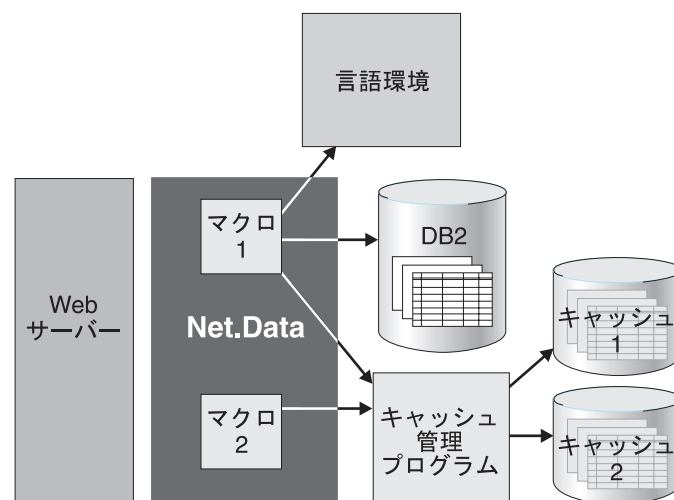 言語環境
マクロ
1
DB2
Web
サーバー
Net.Data
キャッシュ
1
マクロ
2
キャッシュ
管理
プログラム
キャッシュ
2